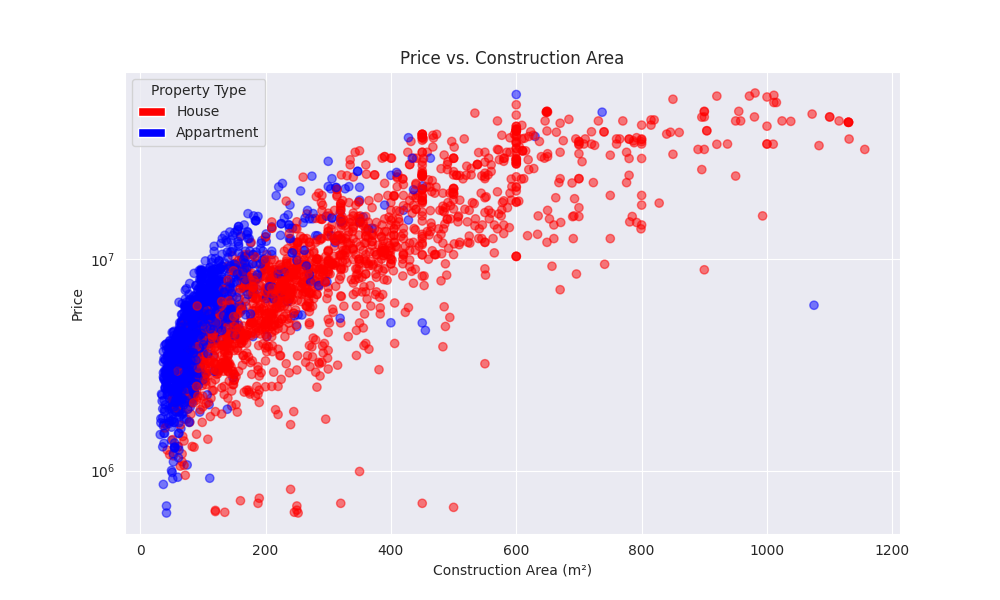 Price vs. Construction Area
Property Type
House
Appartment
Price
10⁷
10⁶
0 200 400 600 800 1000 1200
Construction Area (m²)